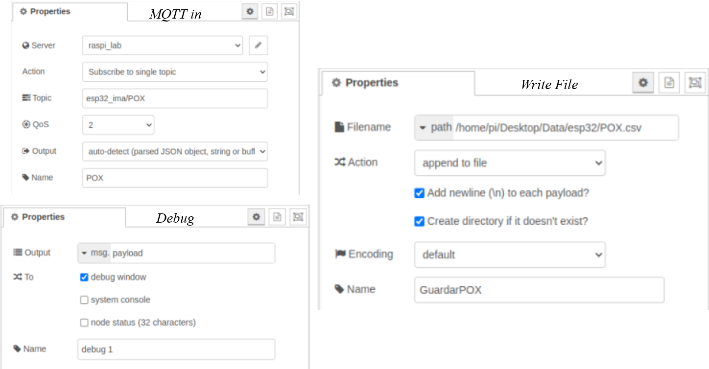 Properties MQTT in
Server raspi_lab
Action Subscribe to single topic
Topic esp32_ima/POX
QoS 2
Output auto-detect (parsed JSON object, string or buff
Name POX
Properties Debug
Output msg. payload
To debug window
system console
node status (32 characters)
Name debug 1
Properties Write File
Filename path /home/pi/Desktop/Data/esp32/POX.csv
Action append to file
Add newline (\n) to each payload?
Create directory if it doesn't exist?
Encoding default
Name GuardarPOX